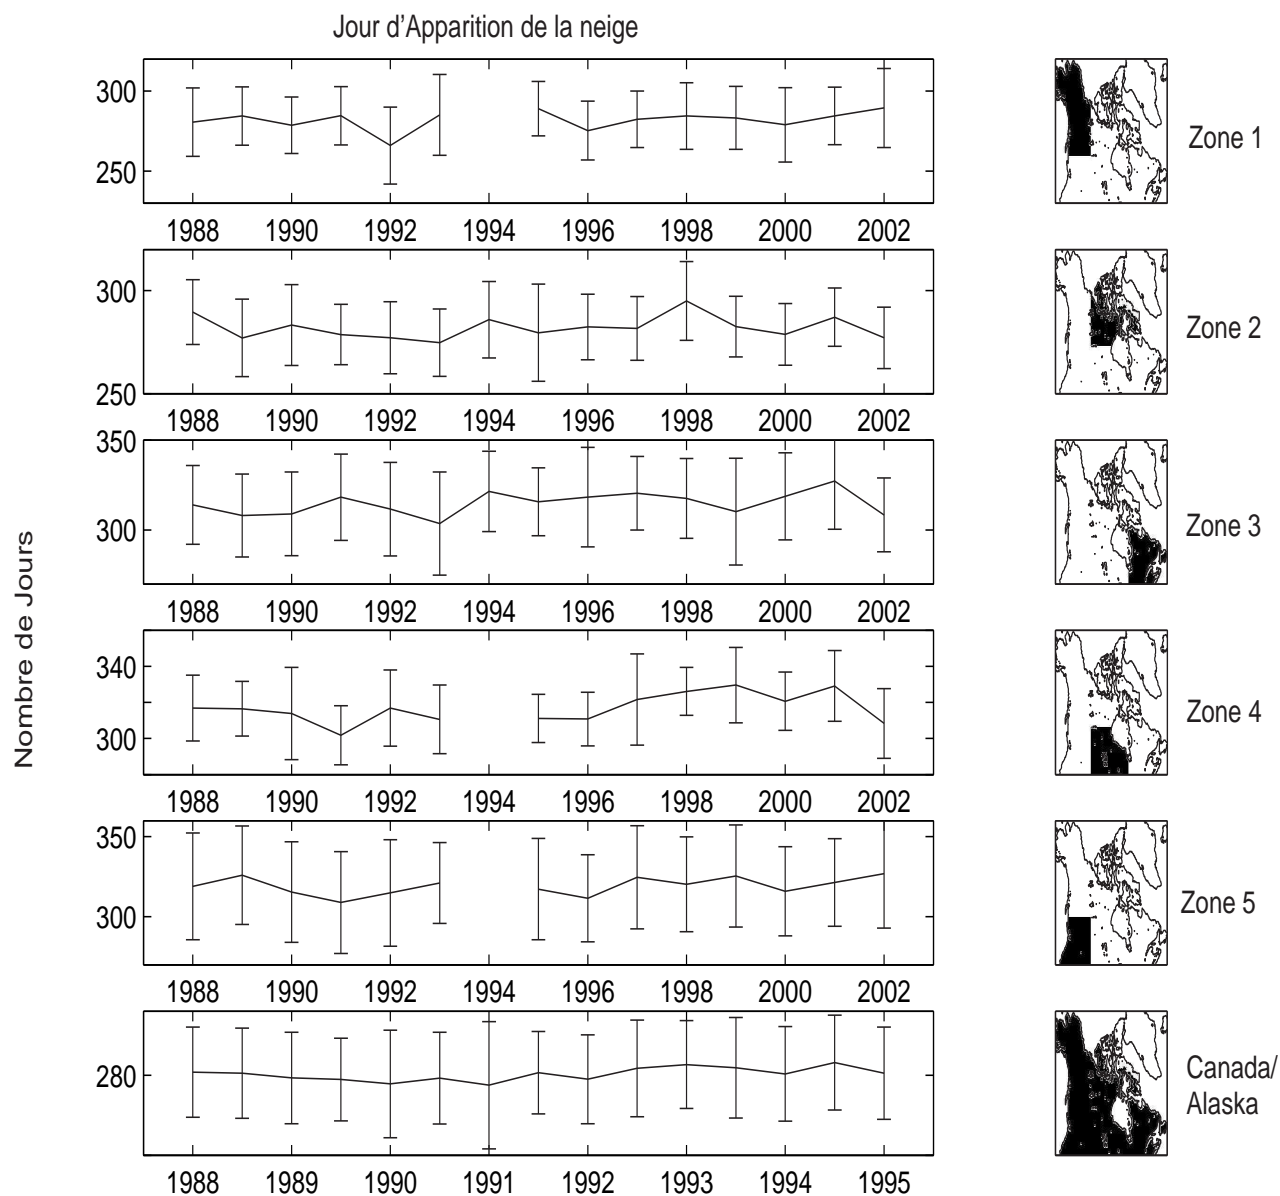 Jour d'Apparition de la neige
Nombre de Jours
300
250
1988 1990 1992 1994 1996 1998 2000 2002
Zone 1
300
250
1988 1990 1992 1994 1996 1998 2000 2002
Zone 2
350
300
1988 1990 1992 1994 1996 1998 2000 2002
Zone 3
340
300
1988 1990 1992 1994 1996 1998 2000 2002
Zone 4
350
300
1988 1990 1992 1994 1996 1998 2000 2002
Zone 5
280
1988 1989 1990 1991 1992 1993 1994 1995
Canada/
Alaska